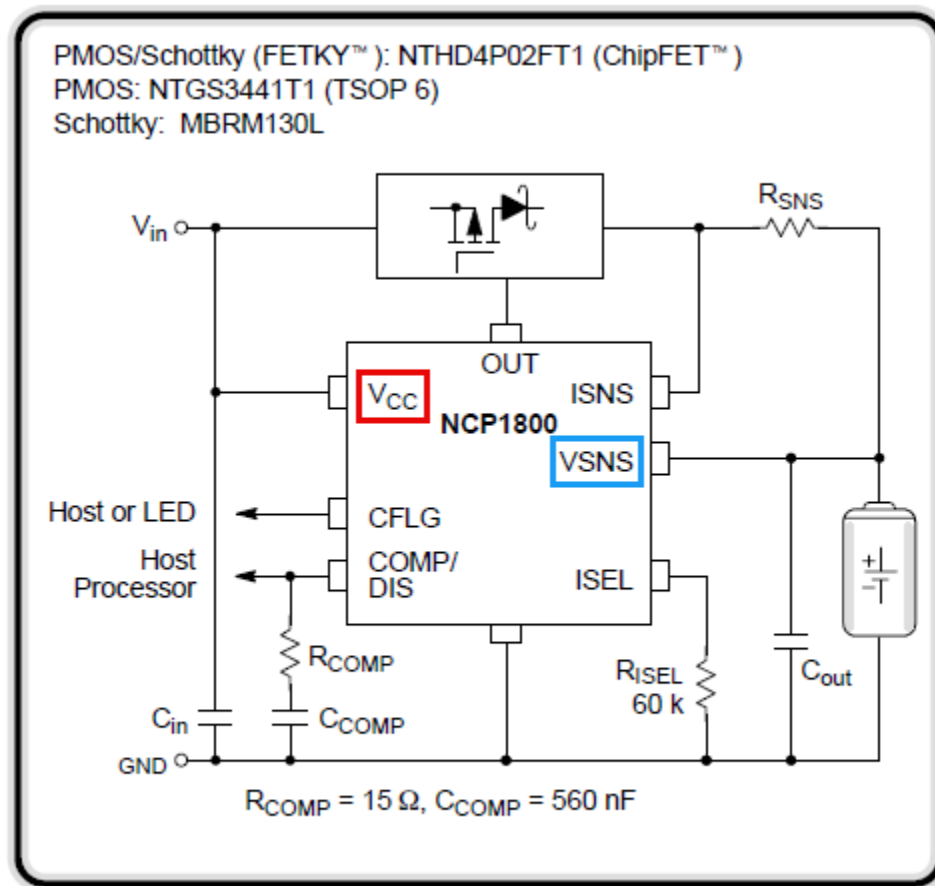 PMOS/Schottky (FETKY™): NTHD4P02FT1 (ChipFET™)
PMOS: NTGS3441T1 (TSOP 6)
Schottky: MBRM130L
RSNS
Vin
OUT
VCC
ISNS
NCP1800
VSNS
Host or LED
CFLG
Host
Processor
COMP/
DIS
ISEL
+
−
RCOMP
RISEL
60 k
Cout
Cin
CCOMP
GND
RCOMP = 15 Ω, CCOMP = 560 nF